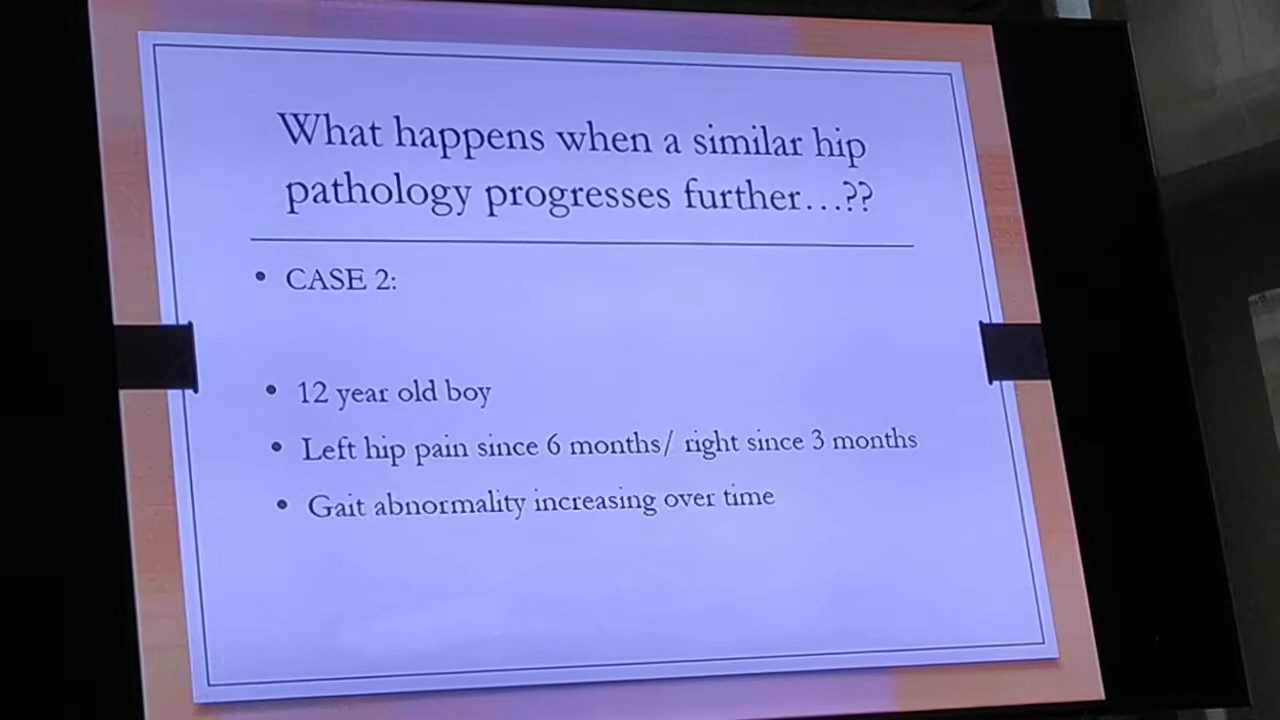 What happens when a similar hip
pathology progresses further...??
• CASE 2:
• 12 year old boy
• Left hip pain since 6 months/ right since 3 months
• Gait abnormality increasing over time